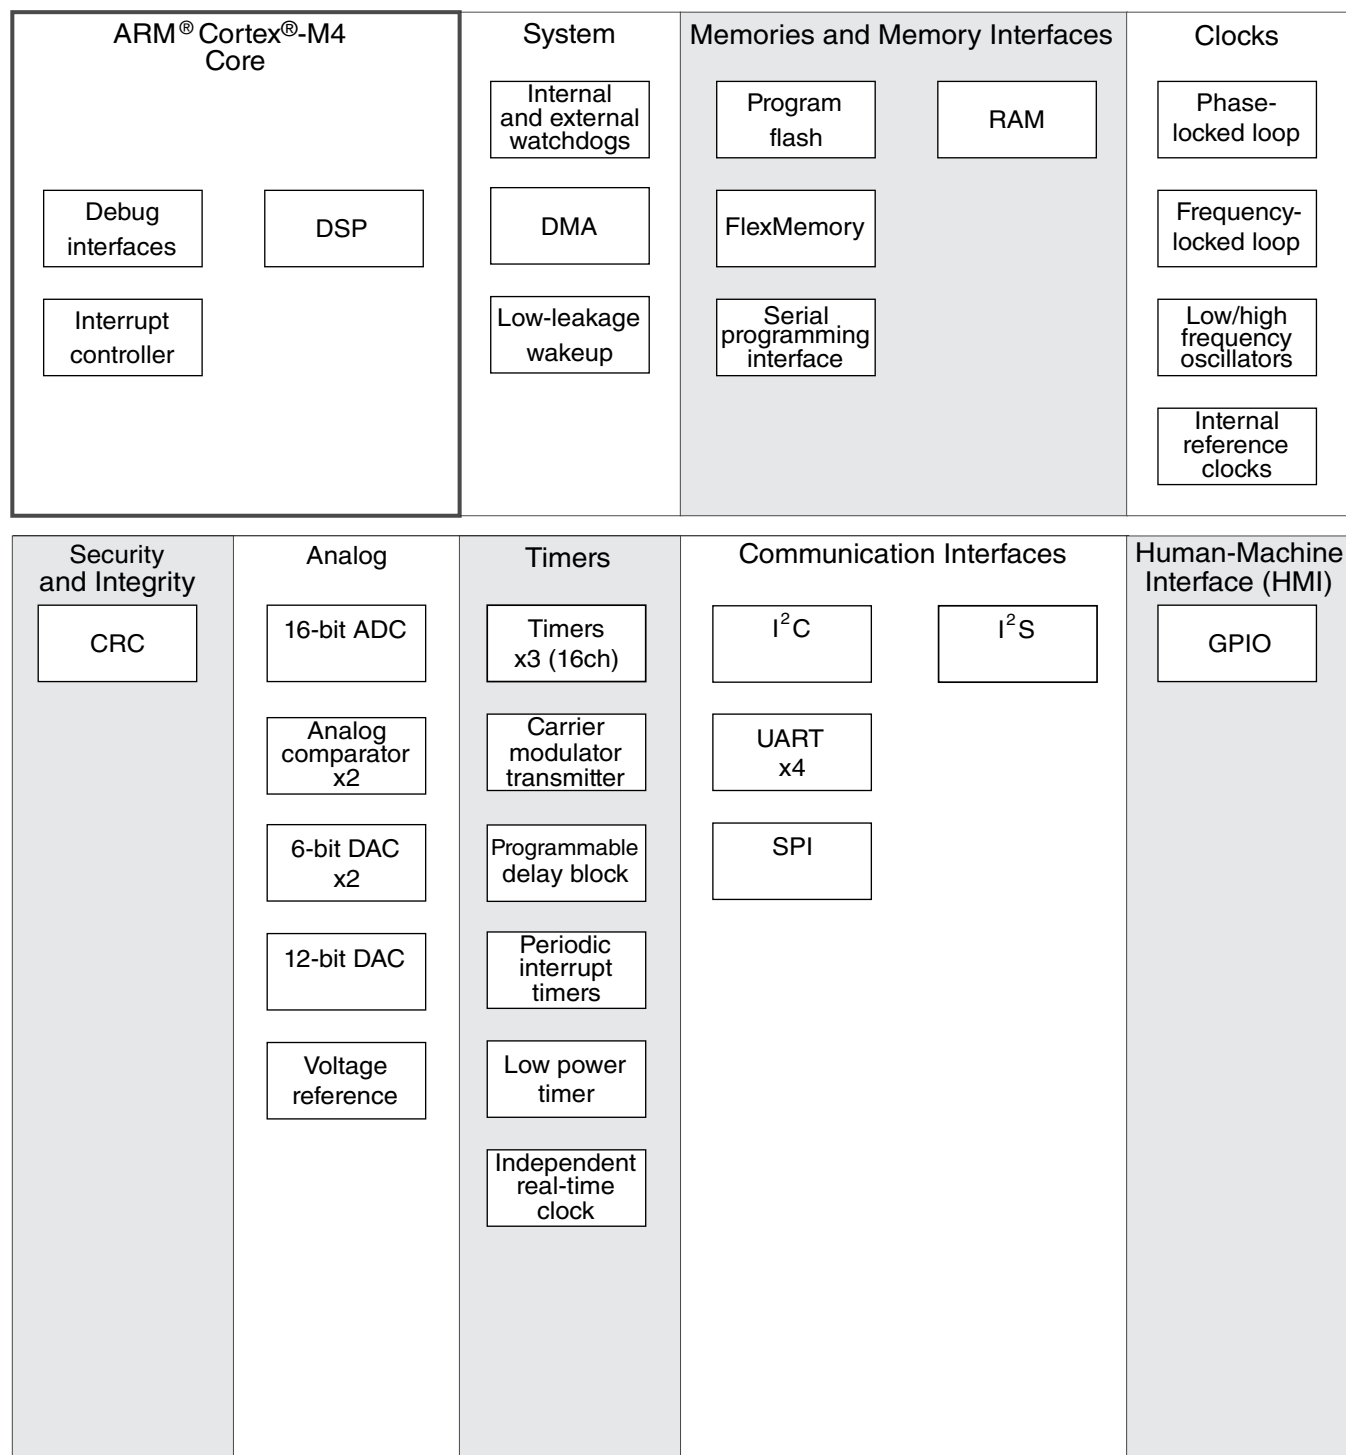 ARM® Cortex®-M4
Core
Debug
interfaces
DSP
Interrupt
controller
System
Internal
and external
watchdogs
DMA
Low-leakage
wakeup
Memories and Memory Interfaces
Program
flash
RAM
FlexMemory
Serial
programming
interface
Clocks
Phase-
locked loop
Frequency-
locked loop
Low/high
frequency
oscillators
Internal
reference
clocks
Security
and Integrity
CRC
Analog
16-bit ADC
Analog
comparator
x2
6-bit DAC
x2
12-bit DAC
Voltage
reference
Timers
Timers
x3 (16ch)
Carrier
modulator
transmitter
Programmable
delay block
Periodic
interrupt
timers
Low power
timer
Independent
real-time
clock
Communication Interfaces
I²C
I²S
UART
x4
SPI
Human-Machine
Interface (HMI)
GPIO